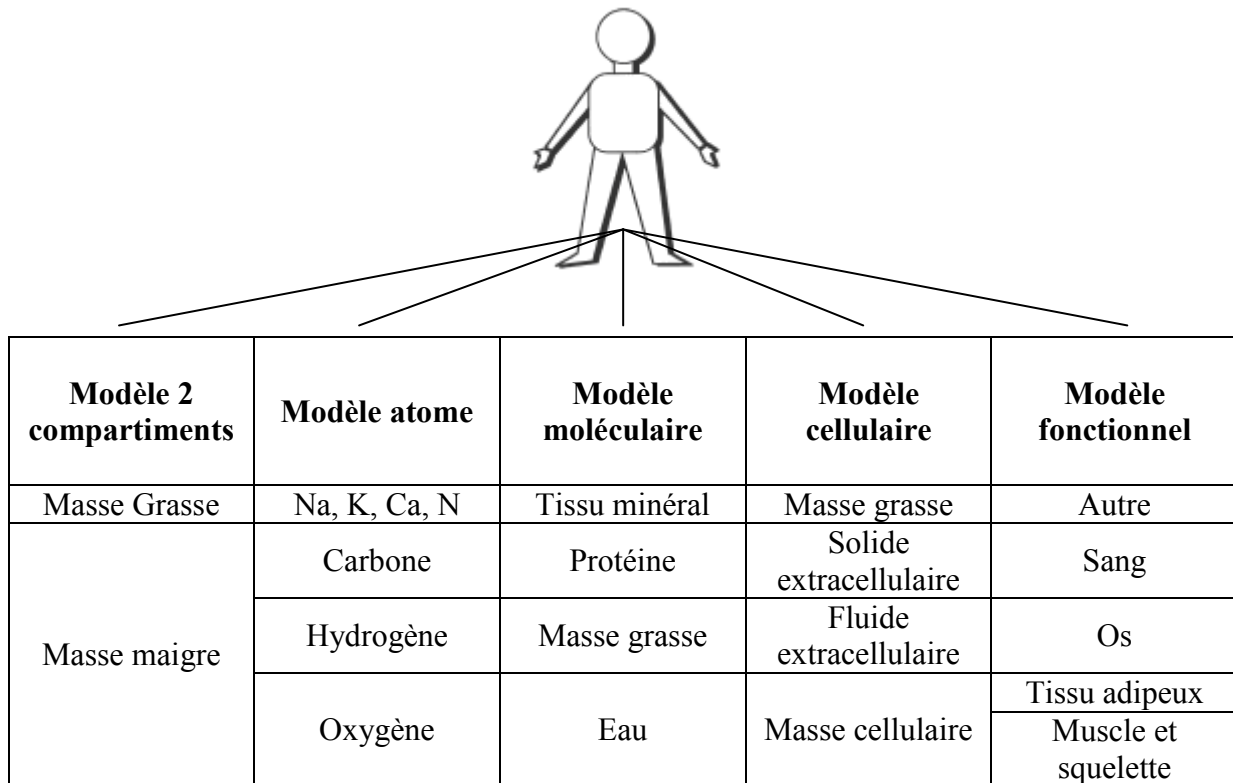 Modèle 2
compartiments
Modèle atome
Modèle
moléculaire
Modèle
cellulaire
Modèle
fonctionnel
Masse Grasse
Na, K, Ca, N
Tissu minéral
Masse grasse
Autre
Masse maigre
Carbone
Protéine
Solide
extracellulaire
Sang
Hydrogène
Masse grasse
Fluide
extracellulaire
Os
Oxygène
Eau
Masse cellulaire
Tissu adipeux
Muscle et
squelette